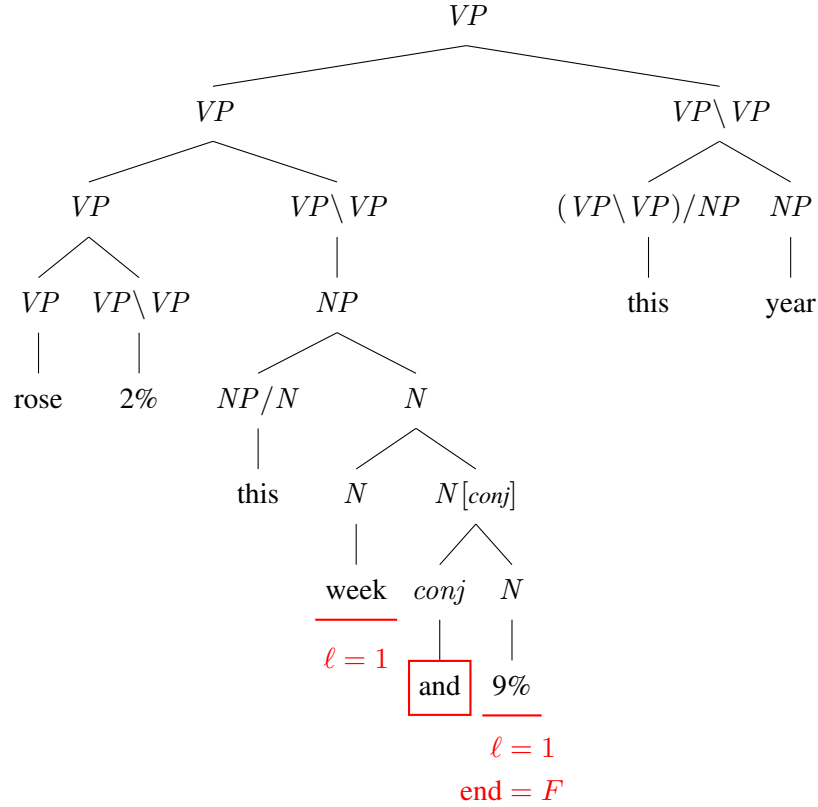 VP
VP VP\VP
VP VP\VP (VP\VP)/NP NP
VP VP\VP NP this year
rose 2% NP/N N
this N N[conj]
week conj N
ℓ = 1
and 9%
ℓ = 1
end = F